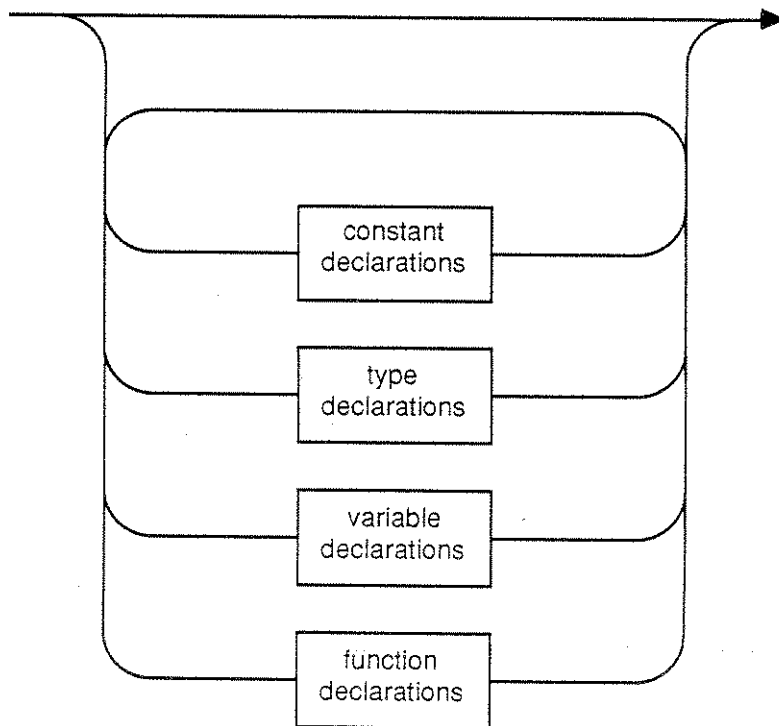 constant
declarations
type
declarations
variable
declarations
function
declarations